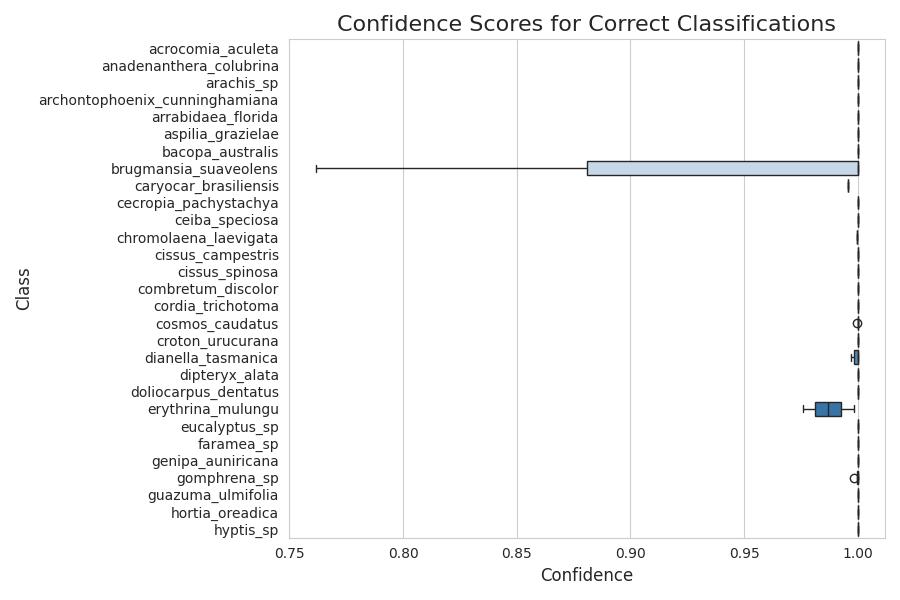 Confidence Scores for Correct Classifications
acrocomia_aculeta
anadenanthera_colubrina
arachis_sp
archontophoenix_cunninghamiana
arrabidaea_florida
aspilia_grazielae
bacopa_australis
brugmansia_suaveolens
caryocar_brasiliensis
cecropia_pachystachya
ceiba_speciosa
chromolaena_laevigata
cissus_campestris
cissus_spinosa
combretum_discolor
cordia_trichotoma
cosmos_caudatus
croton_urucurana
dianella_tasmanica
dipteryx_alata
doliocarpus_dentatus
erythrina_mulungu
eucalyptus_sp
faramea_sp
genipa_auniricana
gomphrena_sp
guazuma_ulmifolia
hortia_oreadica
hyptis_sp
Class
0.75 0.80 0.85 0.90 0.95 1.00
Confidence